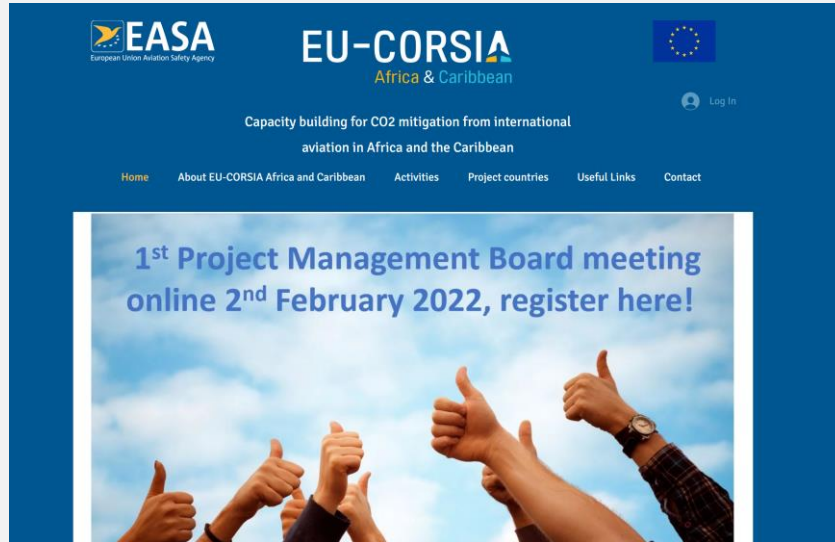 EASA
European Union Aviation Safety Agency
EU-CORSIA
Africa & Caribbean
Log In
Capacity building for CO2 mitigation from international
aviation in Africa and the Caribbean
Home About EU-CORSIA Africa and Caribbean Activities Project countries Useful Links Contact
1st Project Management Board meeting
online 2nd February 2022, register here!